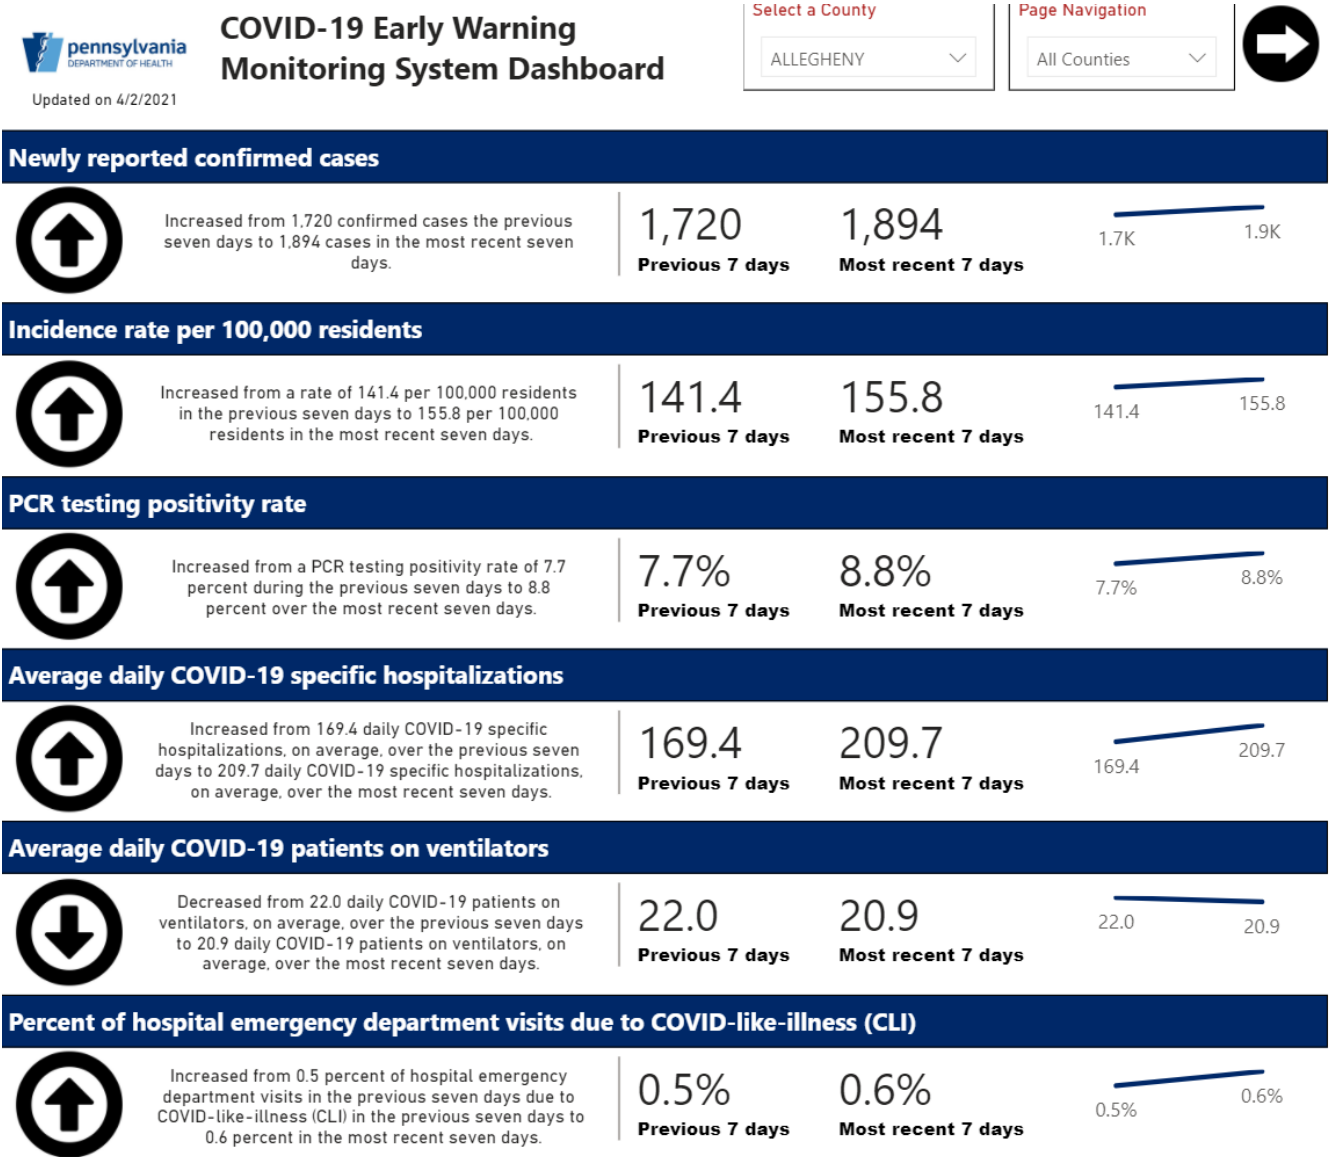 pennsylvania
DEPARTMENT OF HEALTH
Updated on 4/2/2021
COVID-19 Early Warning
Monitoring System Dashboard
Select a County
ALLEGHENY
Page Navigation
All Counties
Newly reported confirmed cases
Increased from 1,720 confirmed cases the previous
seven days to 1,894 cases in the most recent seven
days.
1,720
Previous 7 days
1,894
Most recent 7 days
1.7K
1.9K
Incidence rate per 100,000 residents
Increased from a rate of 141.4 per 100,000 residents
in the previous seven days to 155.8 per 100,000
residents in the most recent seven days.
141.4
Previous 7 days
155.8
Most recent 7 days
141.4
155.8
PCR testing positivity rate
Increased from a PCR testing positivity rate of 7.7
percent during the previous seven days to 8.8
percent over the most recent seven days.
7.7%
Previous 7 days
8.8%
Most recent 7 days
7.7%
8.8%
Average daily COVID-19 specific hospitalizations
Increased from 169.4 daily COVID-19 specific
hospitalizations, on average, over the previous seven
days to 209.7 daily COVID-19 specific hospitalizations,
on average, over the most recent seven days.
169.4
Previous 7 days
209.7
Most recent 7 days
169.4
209.7
Average daily COVID-19 patients on ventilators
Decreased from 22.0 daily COVID-19 patients on
ventilators, on average, over the previous seven days
to 20.9 daily COVID-19 patients on ventilators, on
average, over the most recent seven days.
22.0
Previous 7 days
20.9
Most recent 7 days
22.0
20.9
Percent of hospital emergency department visits due to COVID-like-illness (CLI)
Increased from 0.5 percent of hospital emergency
department visits in the previous seven days due to
COVID-like-illness (CLI) in the previous seven days to
0.6 percent in the most recent seven days.
0.5%
Previous 7 days
0.6%
Most recent 7 days
0.5%
0.6%